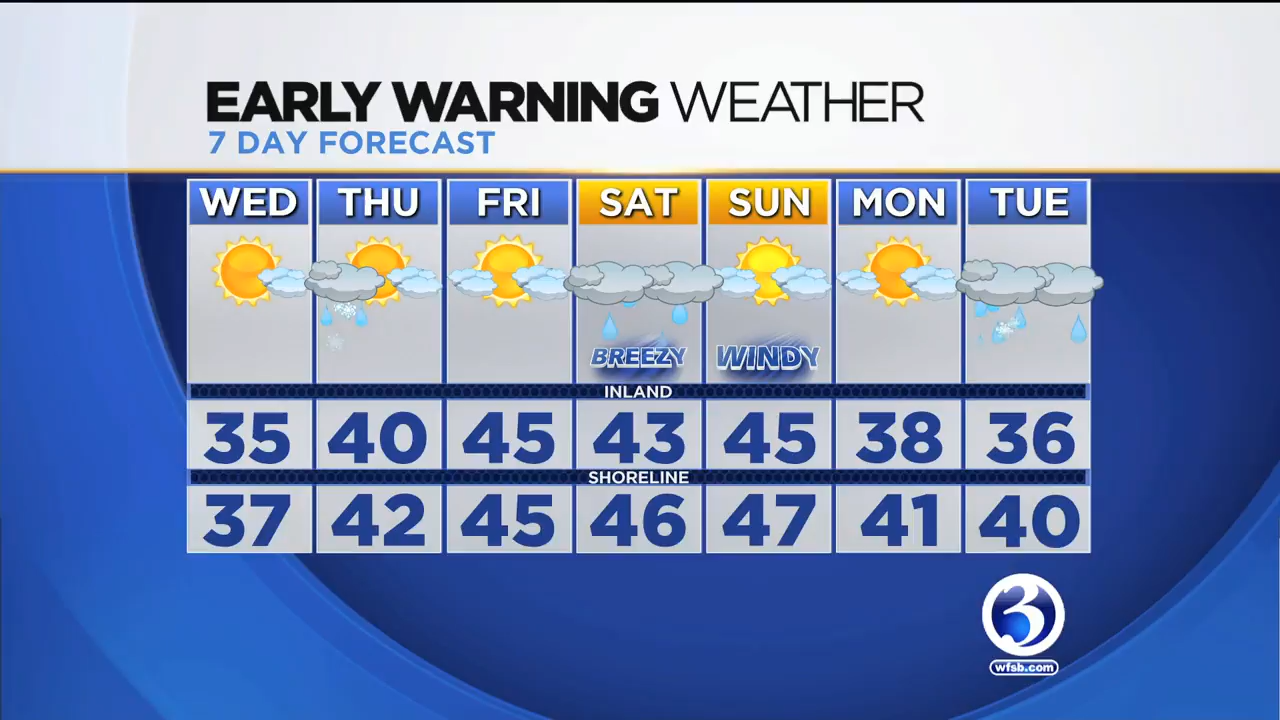 EARLY WARNING WEATHER
7 DAY FORECAST
WED THU FRI SAT SUN MON TUE
BREEZY WINDY
INLAND
35 40 45 43 45 38 36
SHORELINE
37 42 45 46 47 41 40
3
wfsb.com